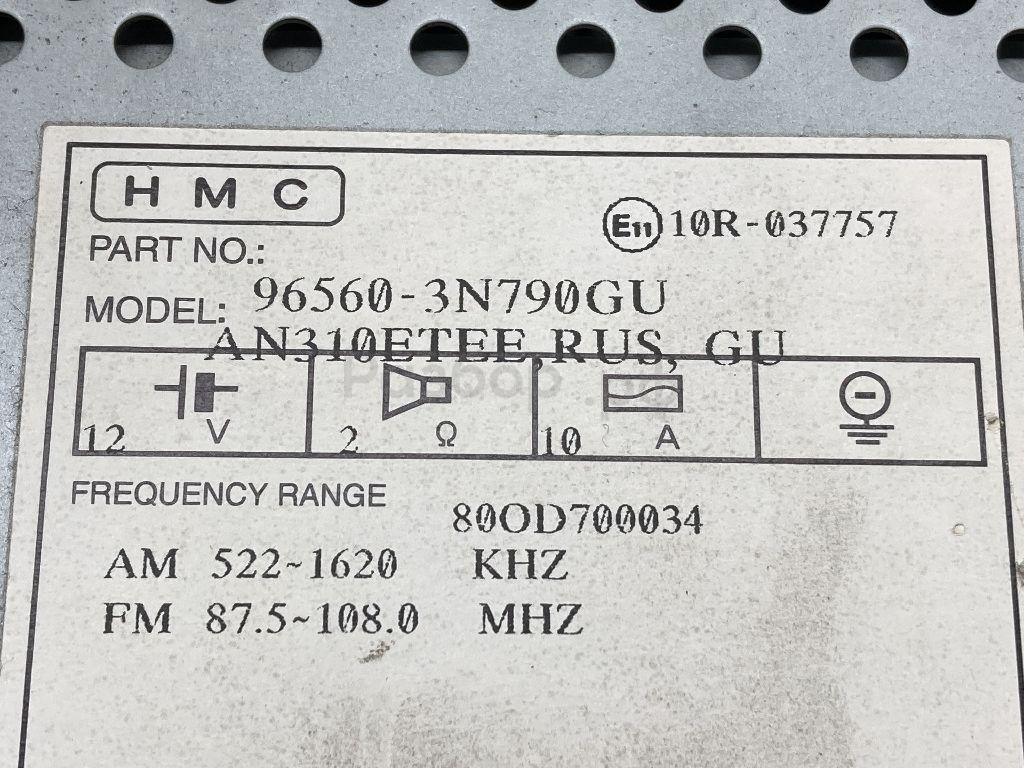 HMC
E11 10R-037757
PART NO.:
96560-3N790GU
MODEL:
AN310ETEE,RUS, GU
12 V 2 Ω 10 A
FREQUENCY RANGE
80OD700034
AM 522~1620 KHZ
FM 87.5~108.0 MHZ